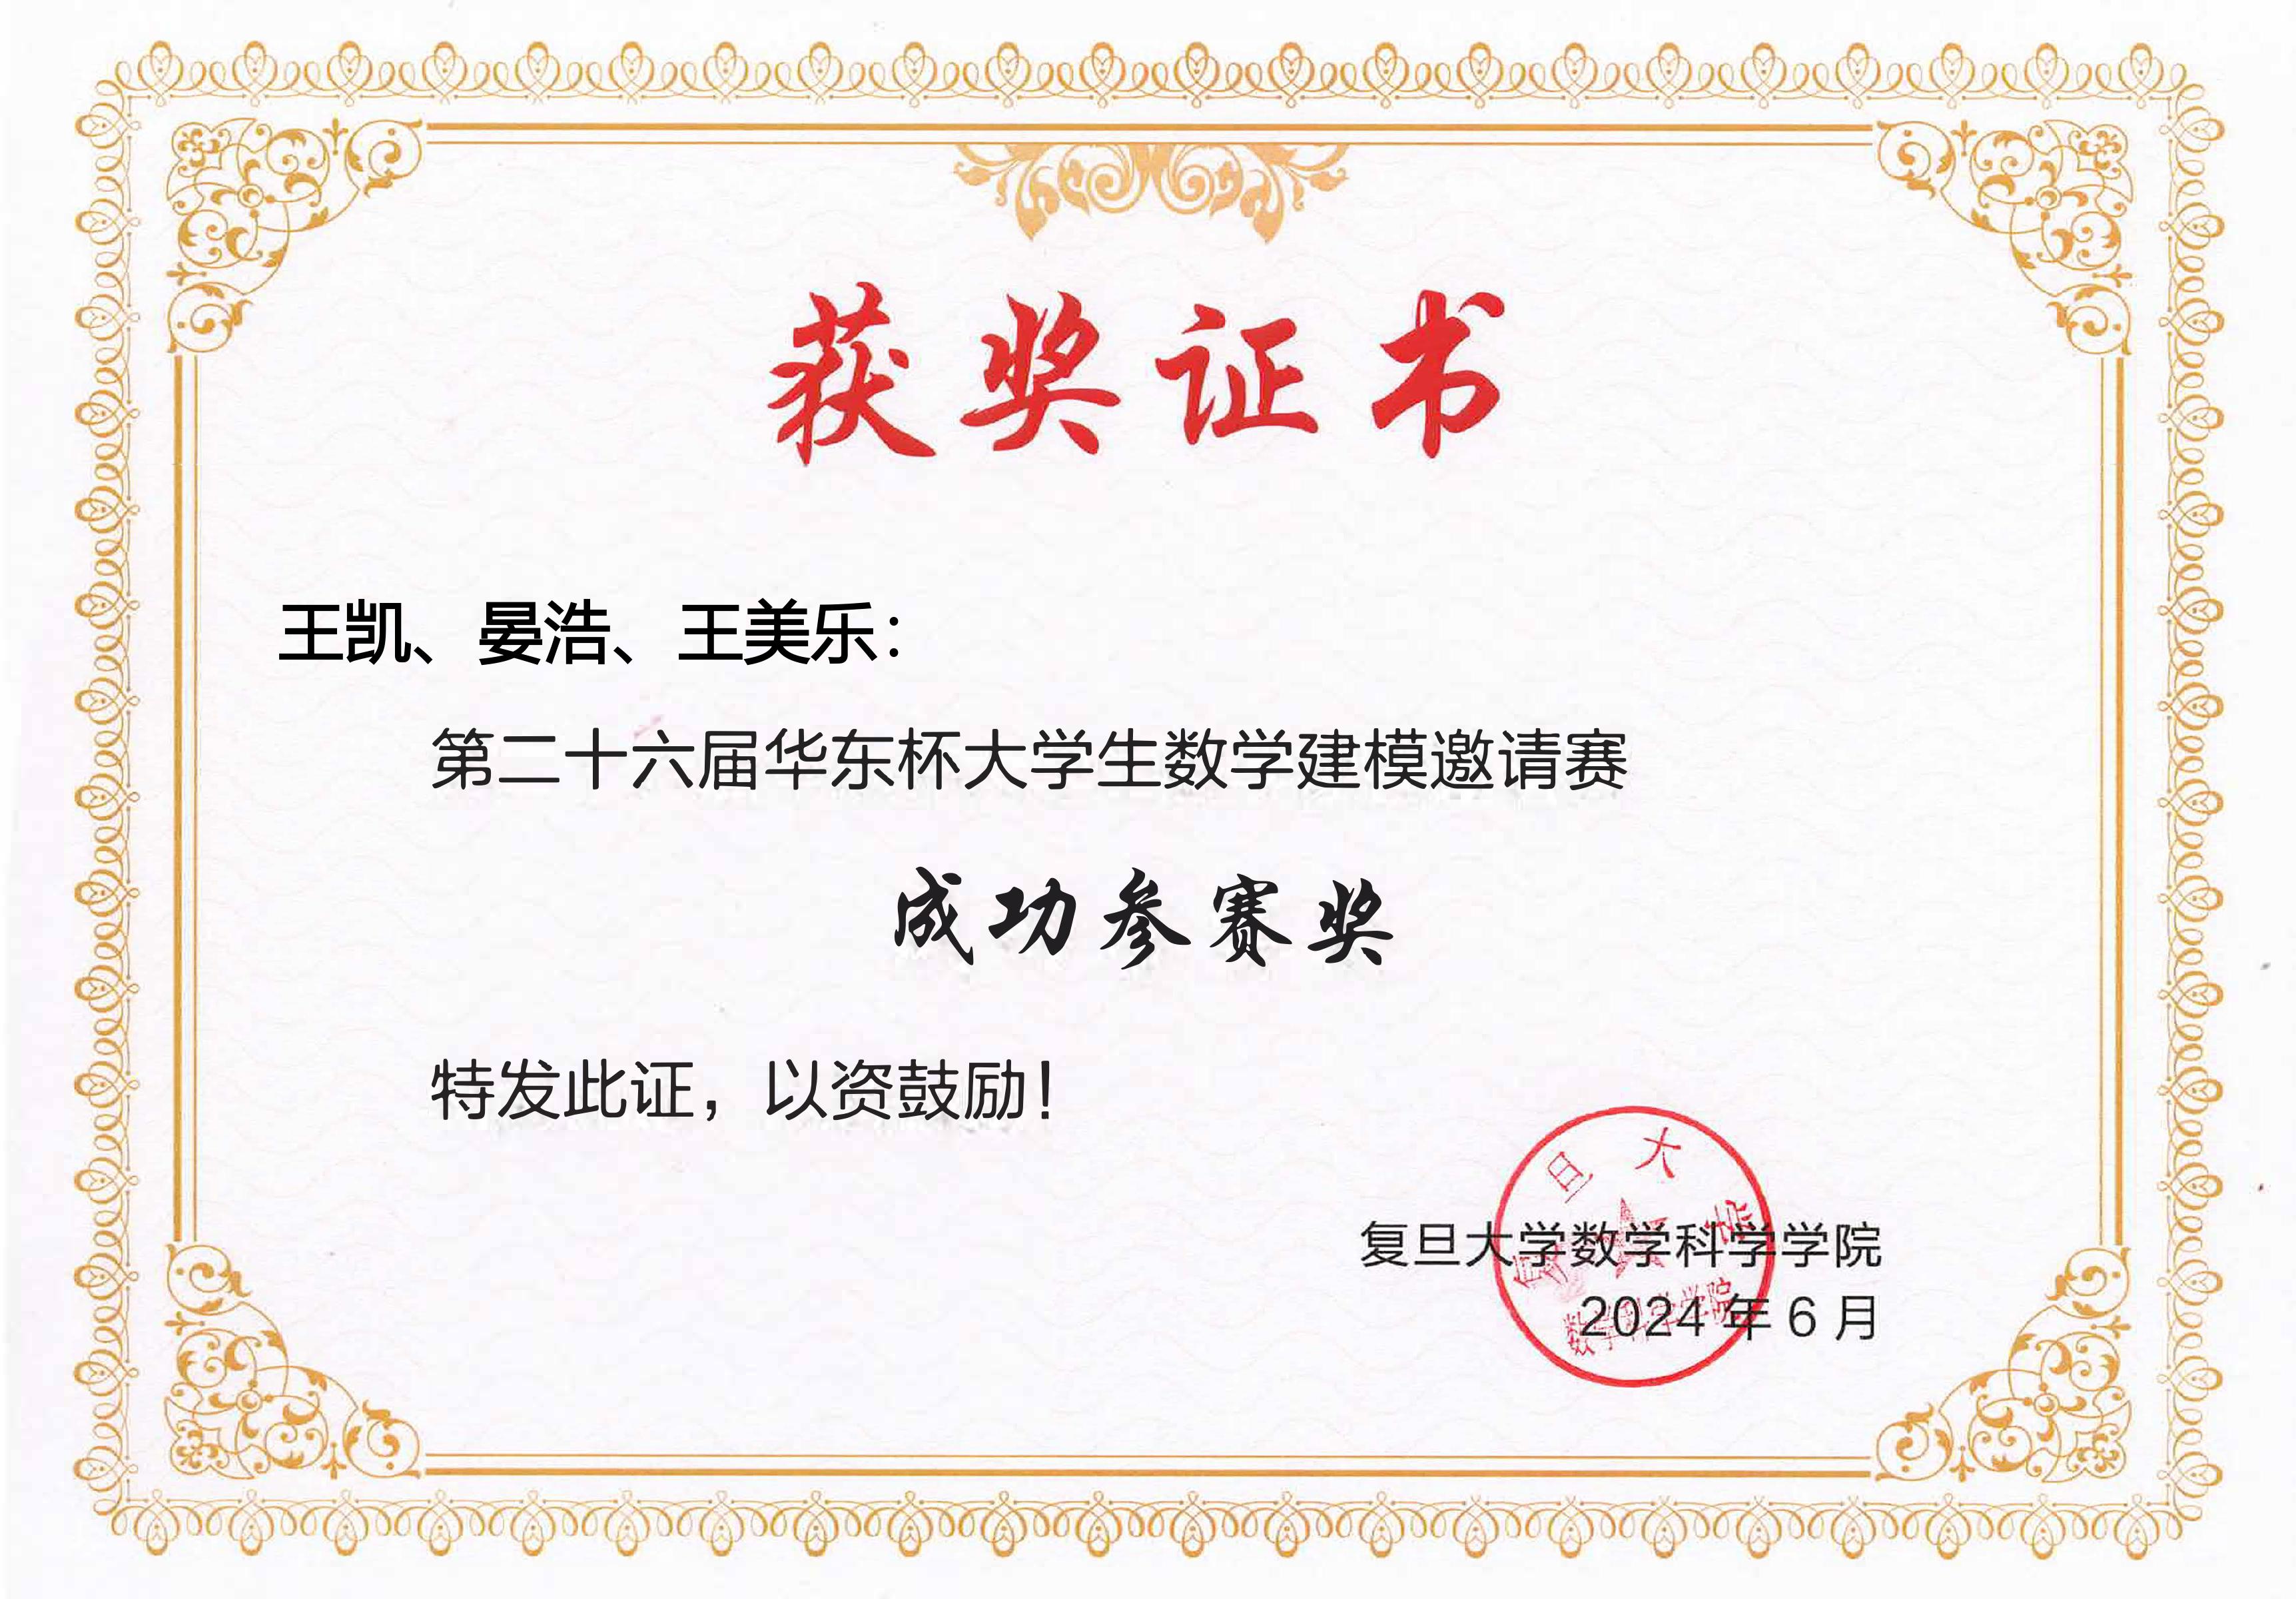 获奖证书
王凯、晏浩、王美乐：
第二十六届华东杯大学生数学建模邀请赛
成功参赛奖
特发此证，以资鼓励！
复旦大学数学科学学院
2024 年 6 月
复旦大学
数学科学学院